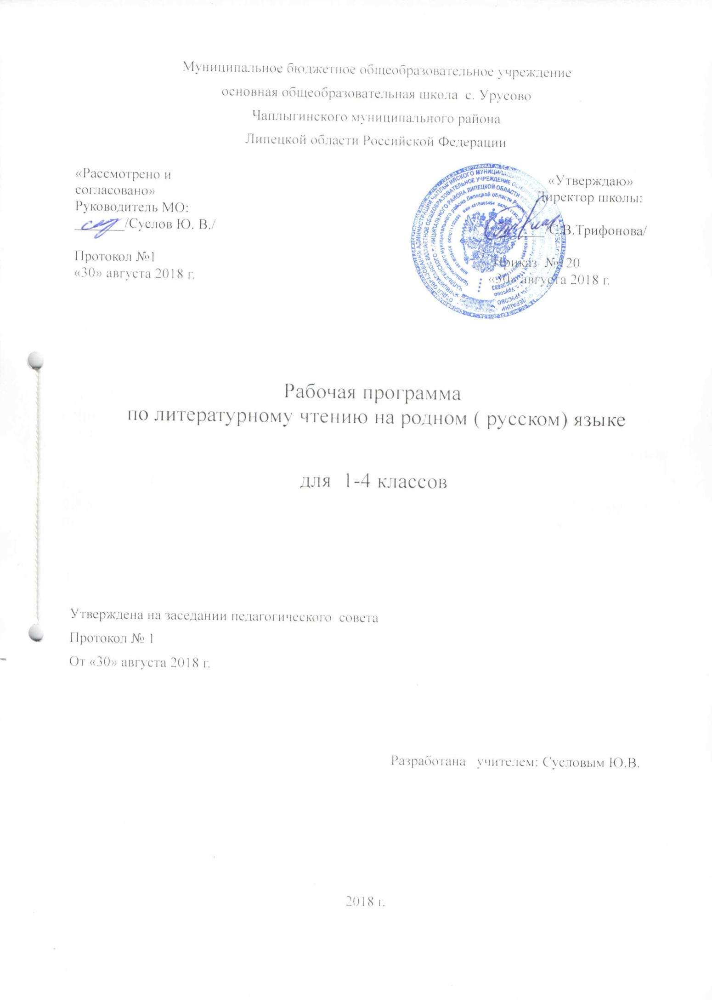 Муниципальное бюджетное общеобразовательное учреждение
основная общеобразовательная школа с. Урусово
Чаплыгинского муниципального района
Липецкой области Российской Федерации
«Рассмотрено и
согласовано»
Руководитель МО:
/Суслов Ю. В./
Протокол №1
«30» августа 2018 г.
«Утверждаю»
Директор школы:
/С.В.Трифонова/
Приказ №120
«30» августа 2018 г.
Рабочая программа
по литературному чтению на родном ( русском) языке
для 1-4 классов
Утверждена на заседании педагогического совета
Протокол № 1
От «30» августа 2018 г.
Разработана учителем: Сусловым Ю.В.
2018 г.